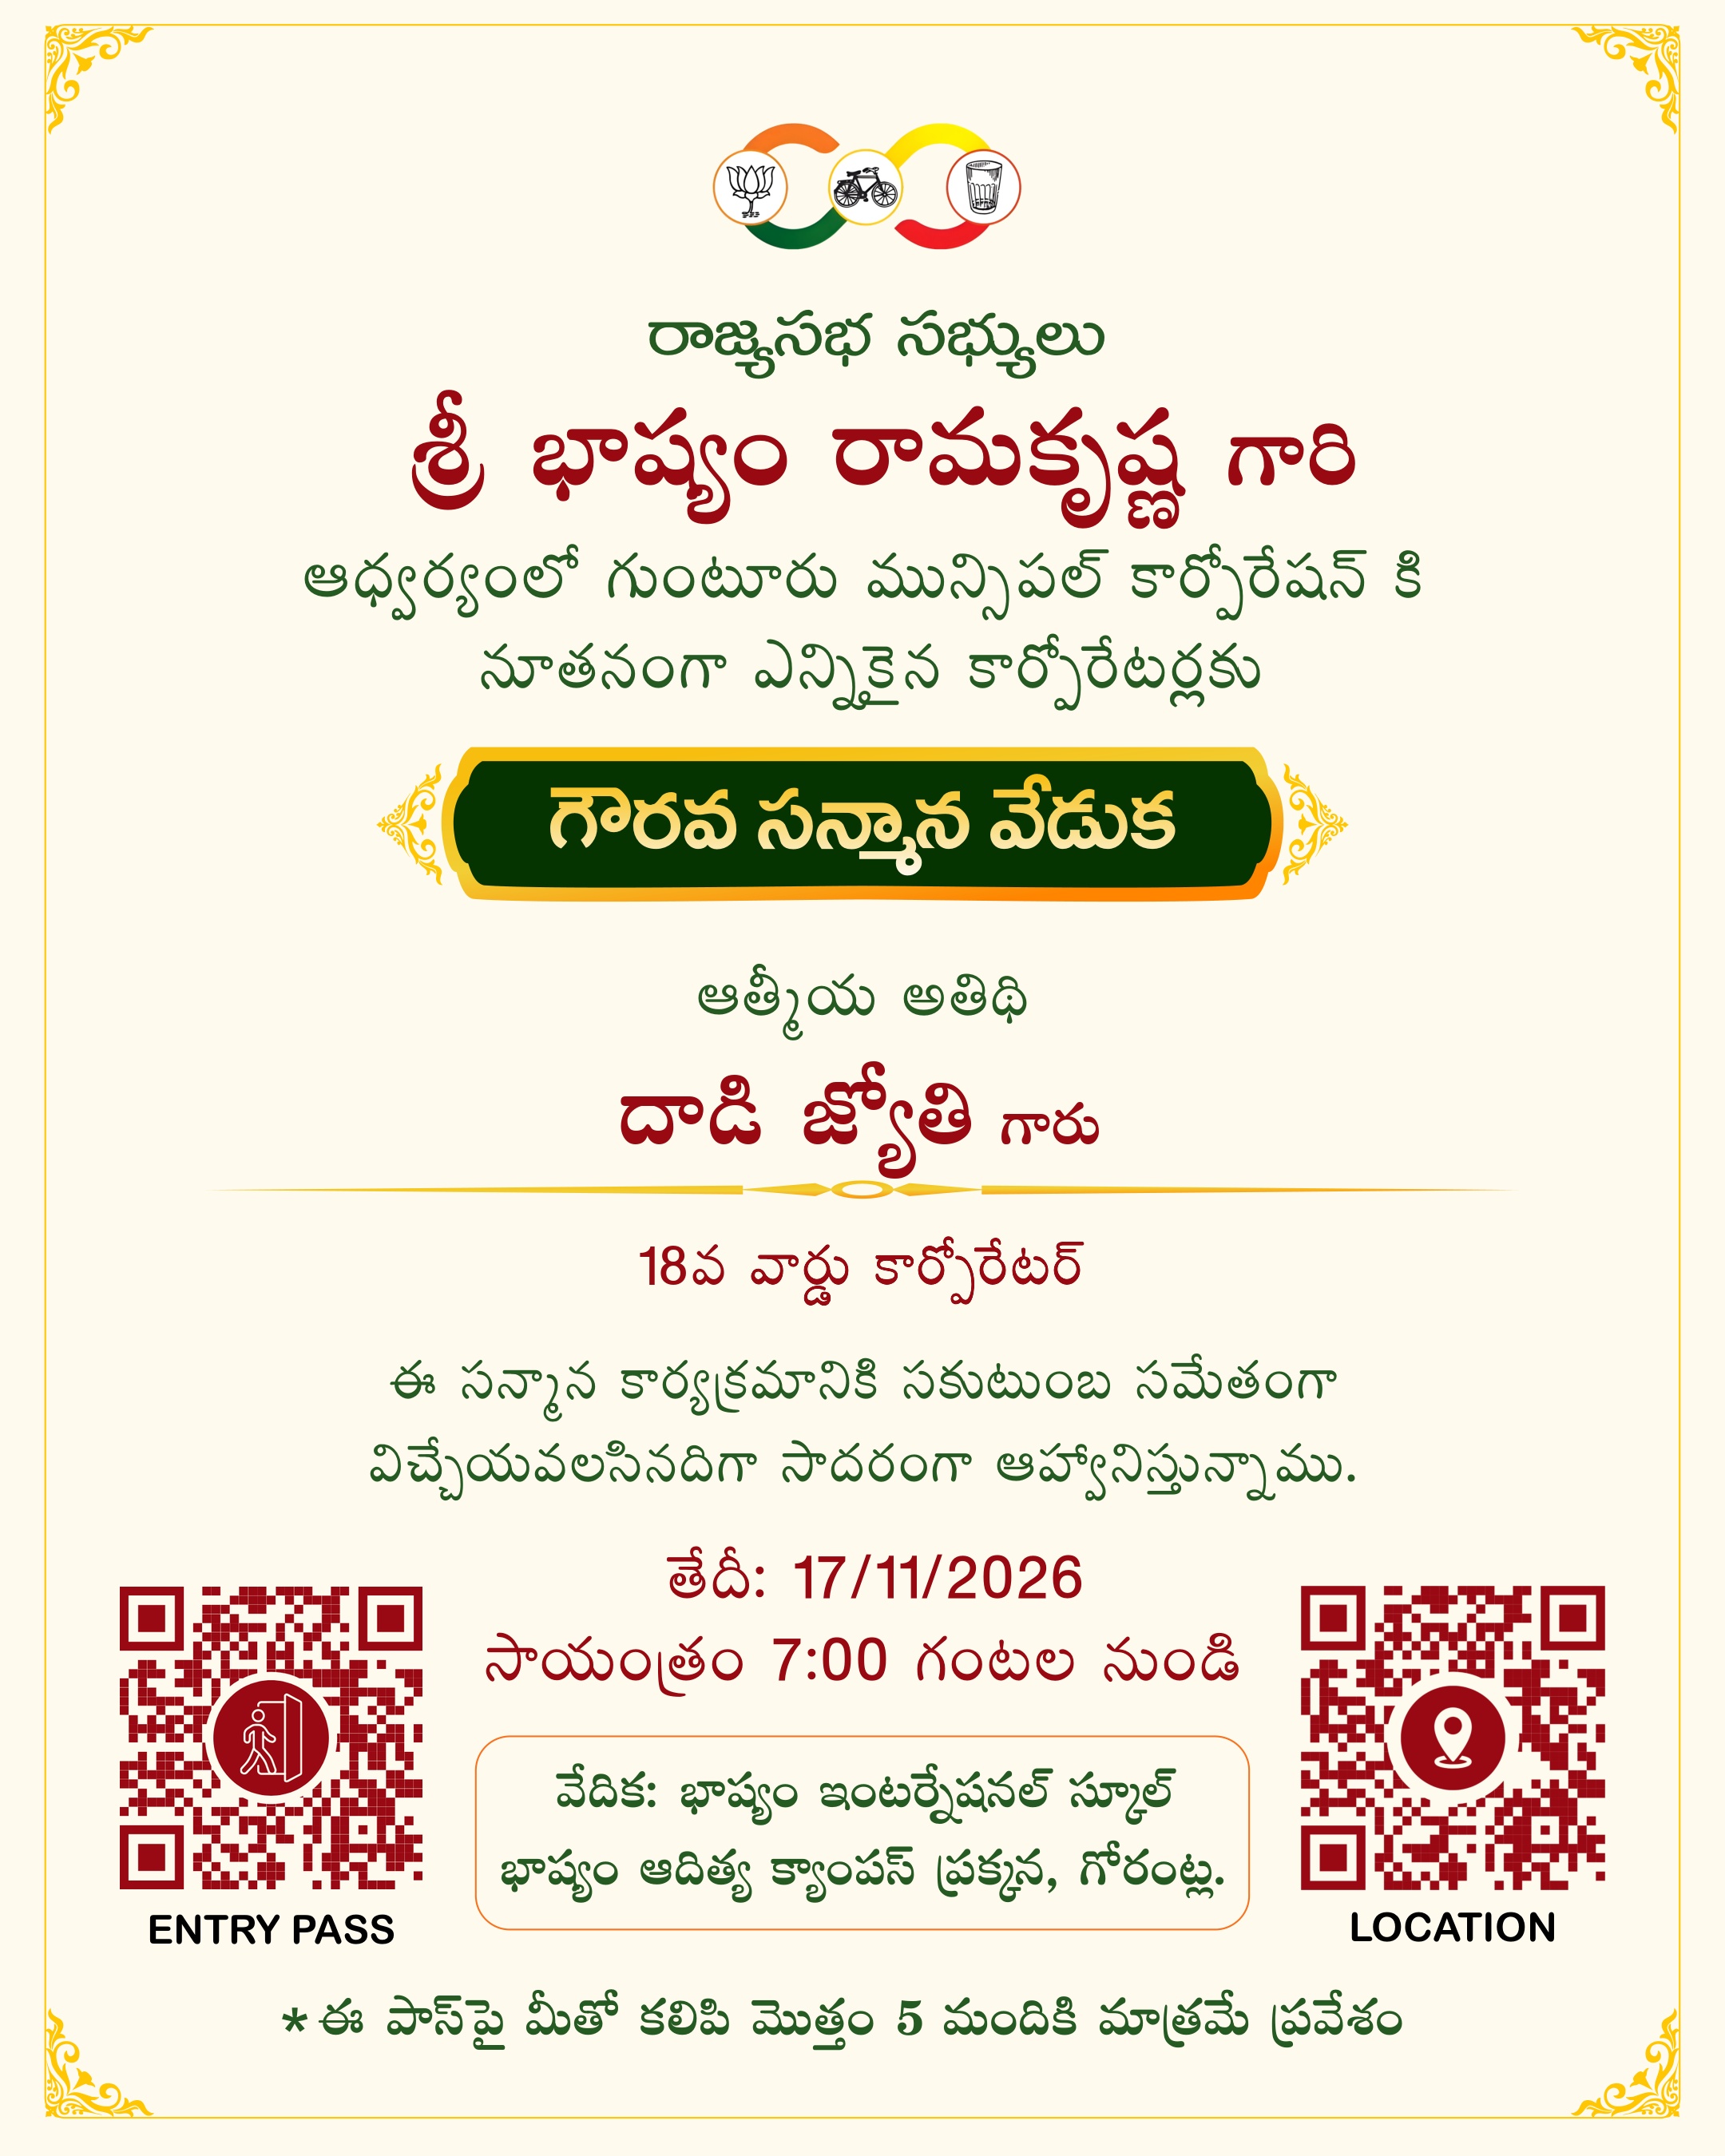 రాజ్యసభ సభ్యులు
శ్రీ భాష్యం రామకృష్ణ గారి
ఆధ్వర్యంలో గుంటూరు మున్సిపల్ కార్పోరేషన్ కి
నూతనంగా ఎన్నికైన కార్పోరేటర్లకు
గౌరవ సన్మాన వేడుక
ఆత్మీయ అతిథి
దాడి జ్యోతి గారు
18వ వార్డు కార్పోరేటర్
ఈ సన్మాన కార్యక్రమానికి సకుటుంబ సమేతంగా
విచ్చేయవలసినదిగా సాదరంగా ఆహ్వానిస్తున్నాము.
తేదీ: 17/11/2026
సాయంత్రం 7:00 గంటల నుండి
వేదిక: భాష్యం ఇంటర్నేషనల్ స్కూల్
భాష్యం ఆదిత్య క్యాంపస్ ప్రక్కన, గోరంట్ల.
ENTRY PASS
LOCATION
*ఈ పాస్‌పై మీతో కలిపి మొత్తం 5 మందికి మాత్రమే ప్రవేశం